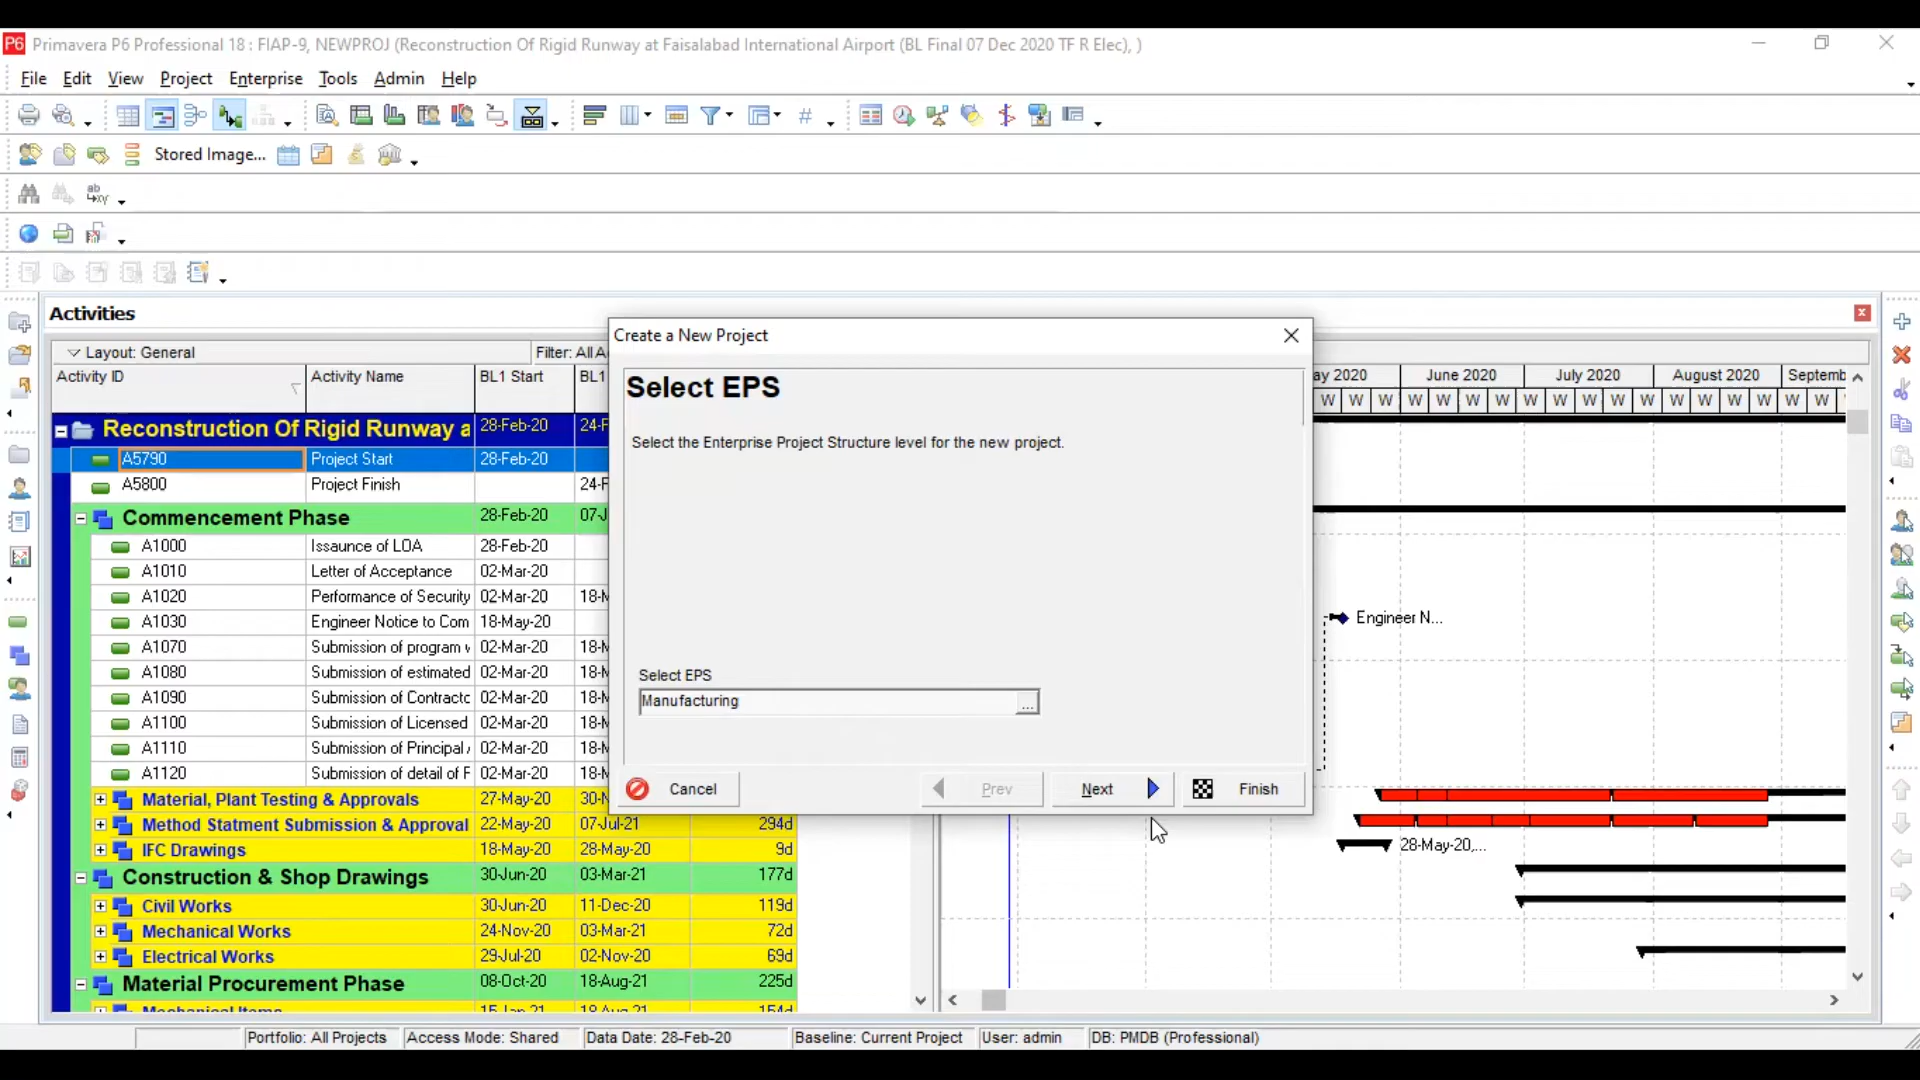 P6 Primavera P6 Professional 18 : FIAP-9, NEWPROJ (Reconstruction Of Rigid Runway at Faisalabad International Airport (BL Final 07 Dec 2020 TF R Elec), )
File Edit View Project Enterprise Tools Admin Help
Stored Image...
Activities
Layout: General Filter: All A
Activity ID Activity Name BL1 Start BL1
ay 2020 June 2020 July 2020 August 2020 Septemb
W W W W W W W W W W W W W W W W W W
Reconstruction Of Rigid Runway a 28-Feb-20 24-F
A5790 Project Start 28-Feb-20
A5800 Project Finish 24-F
Commencement Phase 28-Feb-20 07-J
A1000 Issaunce of LOA 28-Feb-20
A1010 Letter of Acceptance 02-Mar-20
A1020 Performance of Security 02-Mar-20 18-M
A1030 Engineer Notice to Com 18-May-20
A1070 Submission of program 02-Mar-20 18-M
A1080 Submission of estimated 02-Mar-20 18-M
A1090 Submission of Contracto 02-Mar-20 18-M
A1100 Submission of Licensed 02-Mar-20 18-M
A1110 Submission of Principal 02-Mar-20 18-M
A1120 Submission of detail of F 02-Mar-20 18-M
Material, Plant Testing & Approvals 27-May-20 30-N
Method Statment Submission & Approval 22-May-20 07-Jul-21 294d
IFC Drawings 18-May-20 28-May-20 9d
Construction & Shop Drawings 30-Jun-20 03-Mar-21 177d
Civil Works 30-Jun-20 11-Dec-20 119d
Mechanical Works 24-Nov-20 03-Mar-21 72d
Electrical Works 29-Jul-20 02-Nov-20 69d
Material Procurement Phase 08-Oct-20 18-Aug-21 225d
Mechanical Items 15-Jan-21 18-Aug-21 154d
Create a New Project
Select EPS
Select the Enterprise Project Structure level for the new project.
Select EPS
Manufacturing ...
Cancel Prev Next Finish
Engineer N...
28-May-20,...
Portfolio: All Projects Access Mode: Shared Data Date: 28-Feb-20 Baseline: Current Project User: admin DB: PMDB (Professional)